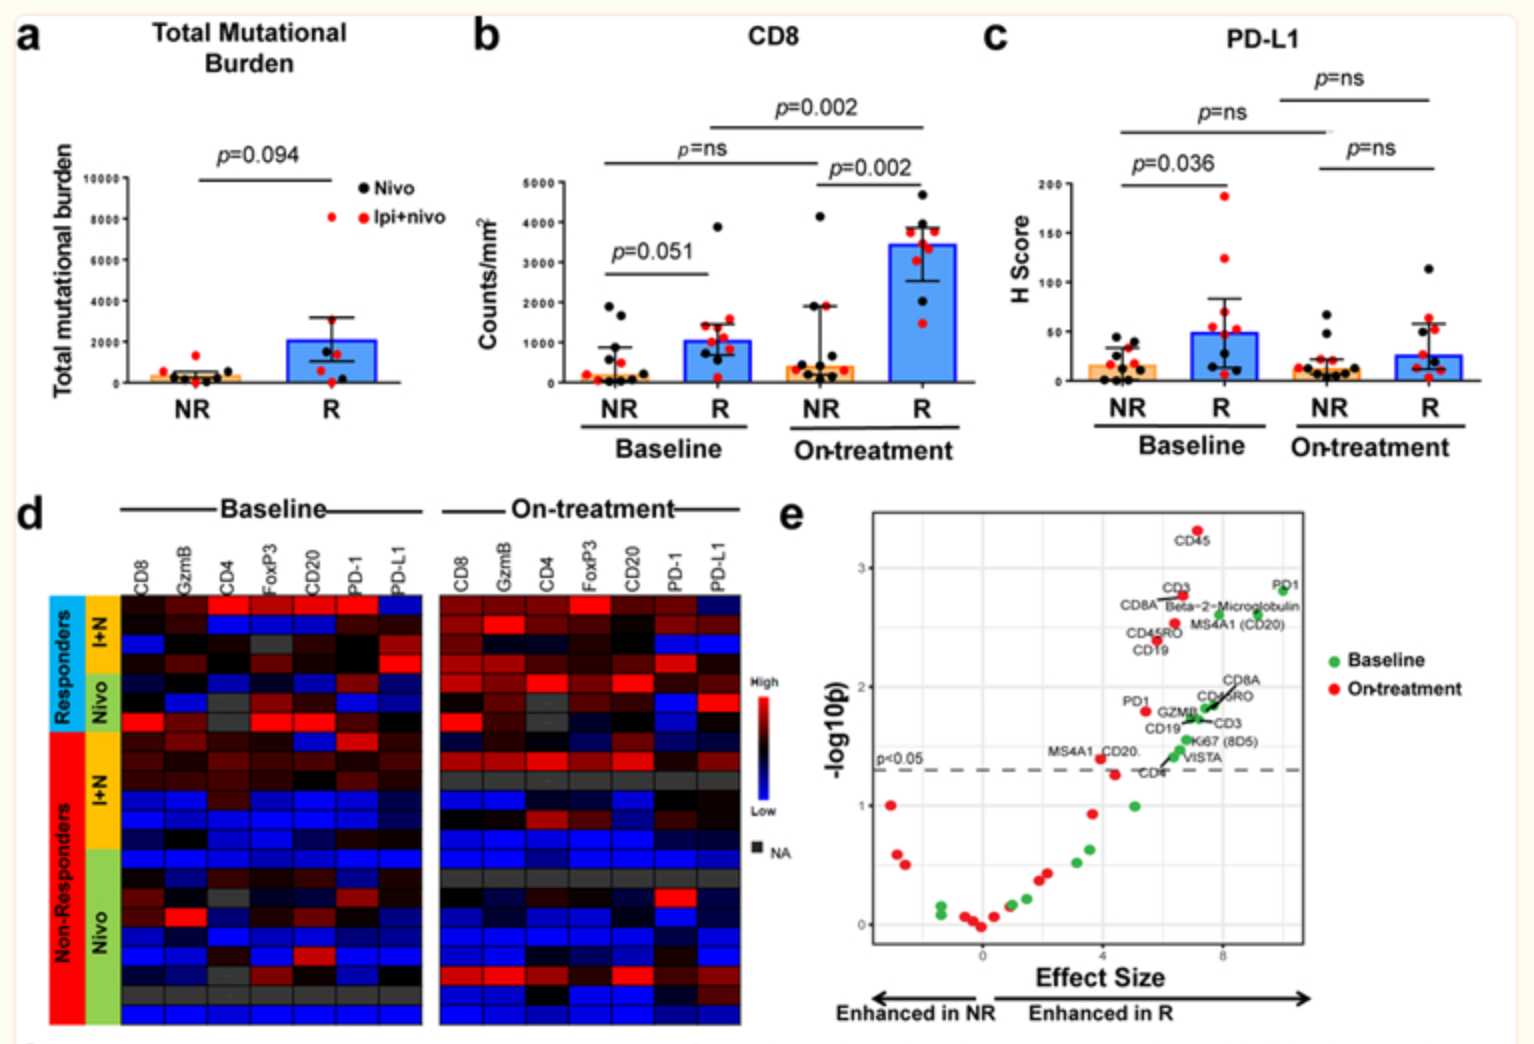 a
Total Mutational
Burden
p=0.094
Total mutational burden
10000
8000
6000
4000
2000
0
Nivo
Ipi+nivo
NR
R
b
CD8
p=0.002
p=ns
p=0.002
p=0.051
Counts/mm²
5000
4000
3000
2000
1000
0
NR
R
NR
R
Baseline
On-treatment
c
PD-L1
p=ns
p=ns
p=ns
p=0.036
H Score
200
150
100
50
0
NR
R
NR
R
Baseline
On-treatment
d
Baseline
On-treatment
CD8
GzmB
CD4
FoxP3
CD20
PD-1
PD-L1
CD8
GzmB
CD4
FoxP3
CD20
PD-1
PD-L1
Responders
I+N
Nivo
Non-Responders
I+N
Nivo
High
Low
NA
e
-log10p)
3
2
1
0
CD45
PD1
CD3
CD8A
Beta-2-Microglobulin
MS4A1 (CD20)
CD45RO
CD19
CD8A
CD45RO
PD1
GZMB
CD19
CD3
Ki67 (8D5)
MS4A1_CD20.
VISTA
CD4
p<0.05
0
4
8
Effect Size
Enhanced in NR
Enhanced in R
Baseline
On-treatment